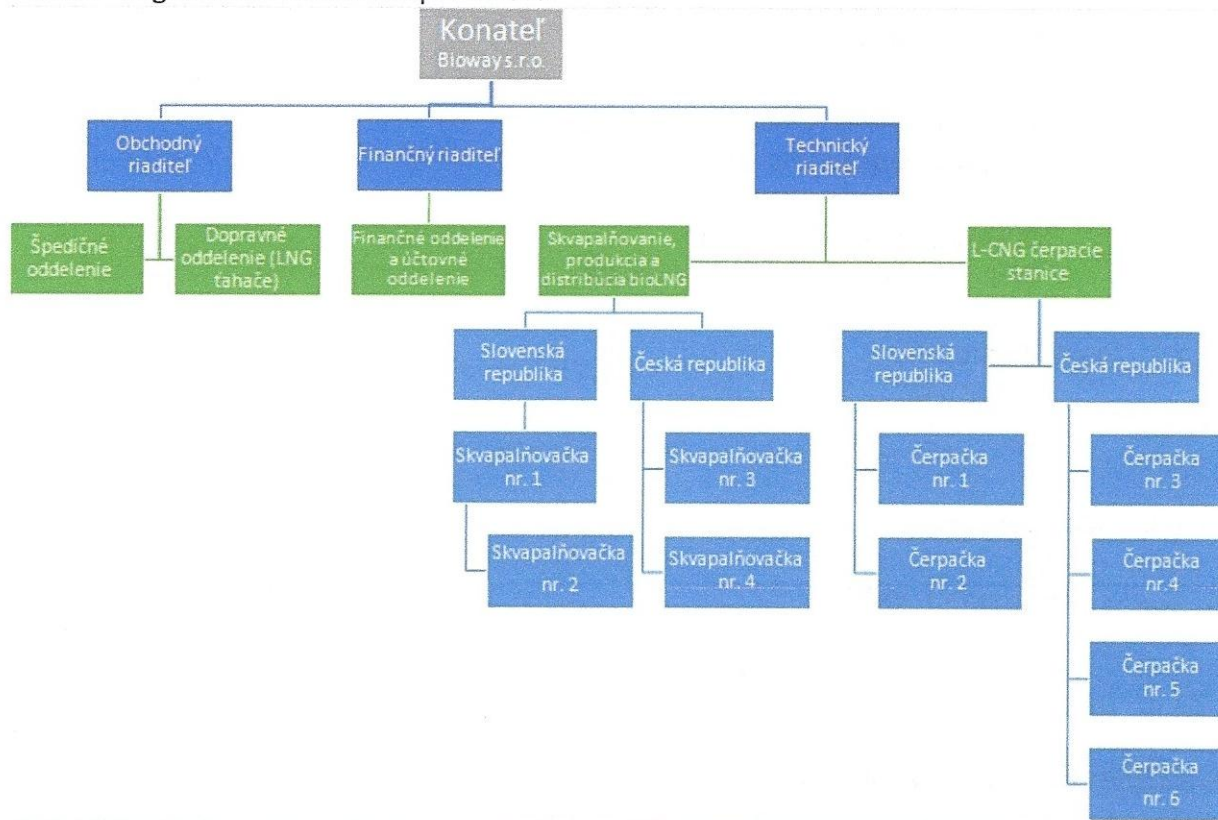 Konateľ
Bioway s.r.o.
Obchodný
riaditeľ
Finančný riaditeľ
Technický
riaditeľ
Špedičné
oddelenie
Dopravné
oddelenie (LNG
ťahače)
Finančné oddelenie
a účtovné
oddelenie
Skvapalňovanie,
produkcia a
distribúcia bioLNG
L-CNG čerpacie
stanice
Slovenská
republika
Česká republika
Slovenská
republika
Česká republika
Skvapalňovačka
nr. 1
Skvapalňovačka
nr. 3
Čerpačka
nr. 1
Čerpačka
nr. 3
Skvapalňovačka
nr. 2
Skvapalňovačka
nr. 4
Čerpačka
nr. 2
Čerpačka
nr.4
Čerpačka
nr. 5
Čerpačka
nr. 6